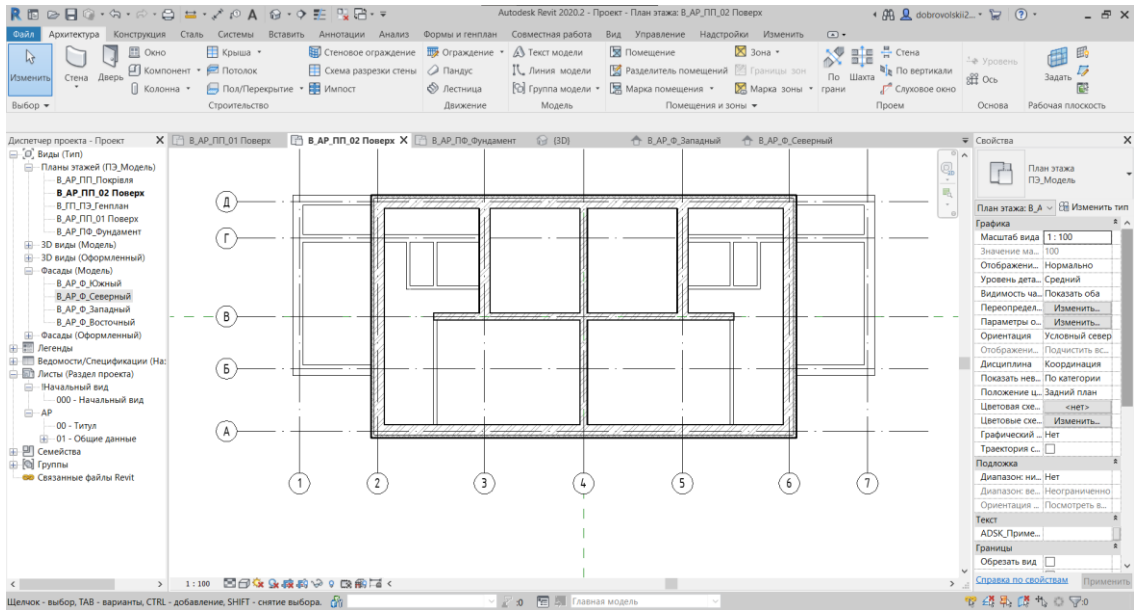 Autodesk Revit 2020.2 - Проект - План этажа: В_АР_ПП_02 Поверх
dobrovolskii2...
Файл Архитектура Конструкция Сталь Системы Вставить Аннотации Анализ Формы и генплан Совместная работа Вид Управление Надстройки Изменить
Изменить
Стена
Дверь
Окно
Компонент
Колонна
Крыша
Потолок
Пол/Перекрытие
Стеновое ограждение
Схема разрезки стены
Импост
Ограждение
Пандус
Лестница
Текст модели
Линия модели
Группа модели
Помещение
Разделитель помещений
Марка помещения
Зона
Границы зон
Марка зоны
По грани
Шахта
Стена
По вертикали
Слуховое окно
Уровень
Ось
Задать
Выбор Строительство Движение Модель Помещения и зоны Проем Основа Рабочая плоскость
Диспетчер проекта - Проект X
В_АР_ПП_01 Поверх В_АР_ПП_02 Поверх X В_АР_ПФ_Фундамент {3D} В_АР_Ф_Западный В_АР_Ф_Северный
Виды (Тип)
Планы этажей (ПЭ_Модель)
В_АР_ПП_Покрівля
В_АР_ПП_02 Поверх
В_ГП_ПЭ_Генплан
В_АР_ПП_01 Поверх
В_АР_ПФ_Фундамент
3D виды (Модель)
3D виды (Оформленный)
Фасады (Модель)
В_АР_Ф_Южный
В_АР_Ф_Северный
В_АР_Ф_Западный
В_АР_Ф_Восточный
Фасады (Оформленный)
Легенды
Ведомости/Спецификации (На:
Листы (Раздел проекта)
!Начальный вид
000 - Начальный вид
АР
00 - Титул
01 - Общие данные
Семейства
Группы
Связанные файлы Revit
Д
Г
В
Б
А
1 2 3 4 5 6 7
Свойства X
План этажа
ПЭ_Модель
План этажа: В_А Изменить тип
Графика
Масштаб вида 1 : 100
Значение ма... 100
Отображени... Нормально
Уровень дета... Средний
Видимость ча... Показать оба
Переопредел... Изменить...
Параметры о... Изменить...
Ориентация Условный север
Отображени... Подчистить вс...
Дисциплина Координация
Показать нев... По категории
Положение ц... Задний план
Цветовая схе... <нет>
Цветовые схе... Изменить...
Графический ... Нет
Траектория с...
Подложка
Диапазон: ни... Нет
Диапазон: ве... Неограниченно
Ориентация ... Посмотреть в...
Текст
ADSK_Приме...
Границы
Обрезать вид
Справка по свойствам Применить
1 : 100
Щелчок - выбор, TAB - варианты, CTRL - добавление, SHIFT - снятие выбора.
:0
Главная модель
:0